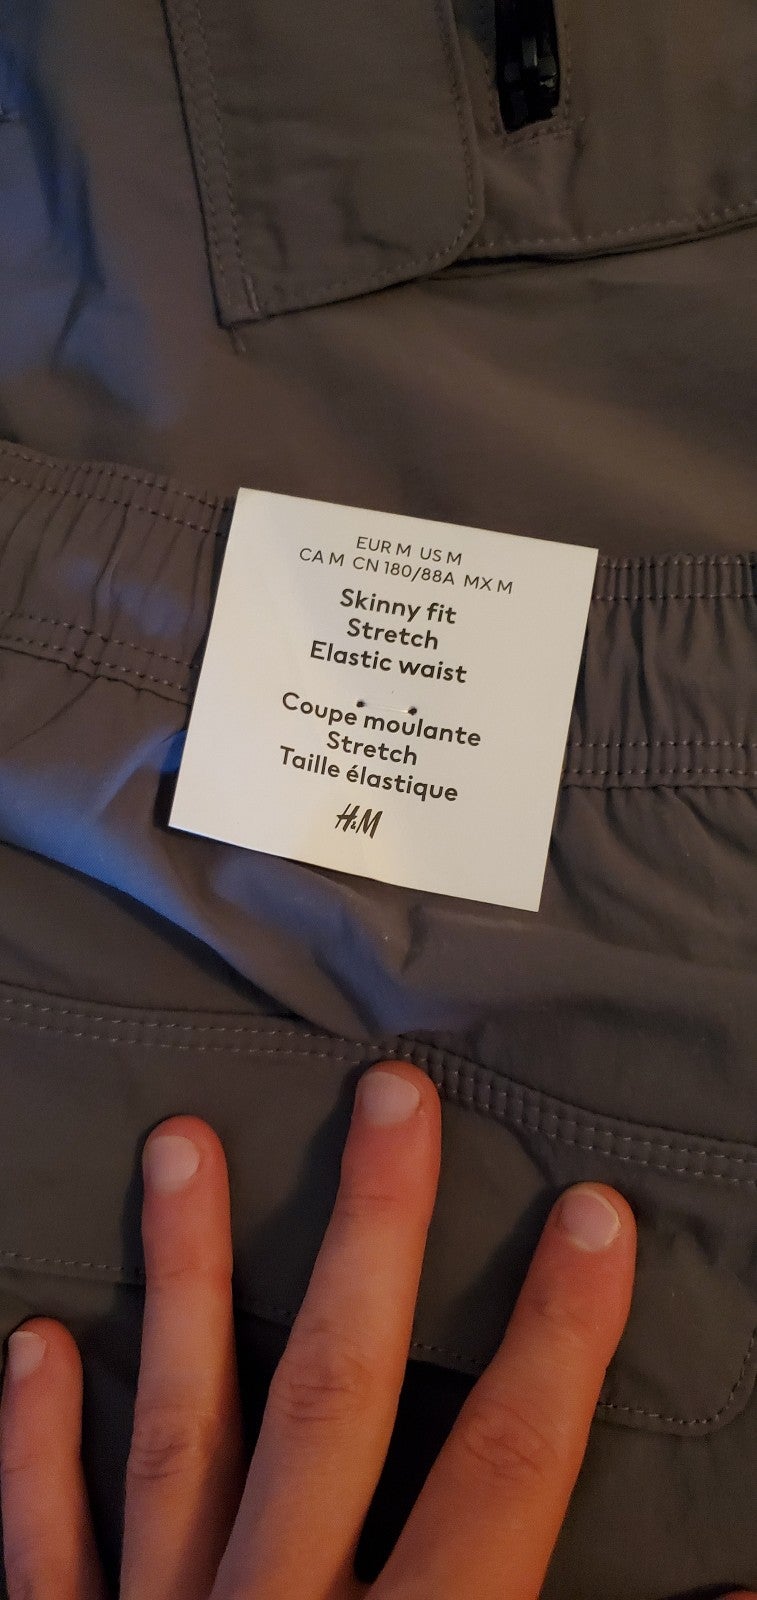 EUR M US M
CA M CN 180/88A MX M
Skinny fit
Stretch
Elastic waist
Coupe moulante
Stretch
Taille élastique
H&M